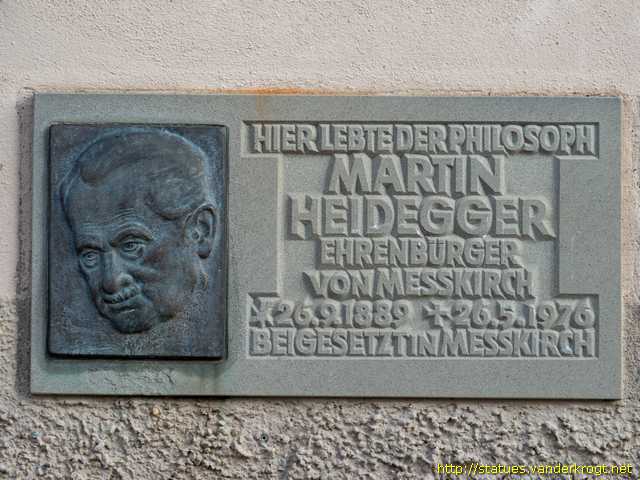 HIER LEBTE DER PHILOSOPH
MARTIN
HEIDEGGER
EHRENBÜRGER
VON MESSKIRCH
* 26.9.1889 + 26.5.1976
BEIGESETZT IN MESSKIRCH
http://statues.vanderkrogt.net